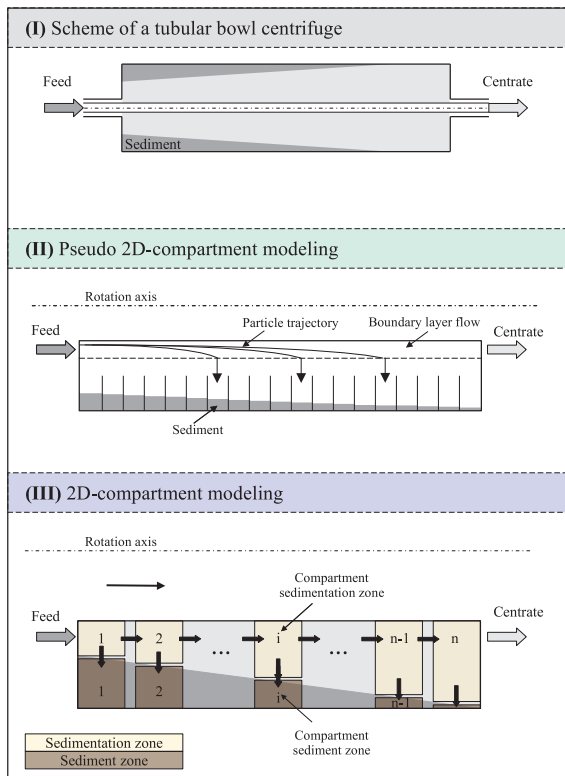 (I) Scheme of a tubular bowl centrifuge
Feed
Centrate
Sediment
(II) Pseudo 2D-compartment modeling
Rotation axis
Feed
Particle trajectory
Boundary layer flow
Centrate
Sediment
(III) 2D-compartment modeling
Rotation axis
Compartment
sedimentation zone
Feed
Centrate
1 2 ... i ... n-1 n
1 2 i n-1
Compartment
sediment zone
Sedimentation zone
Sediment zone